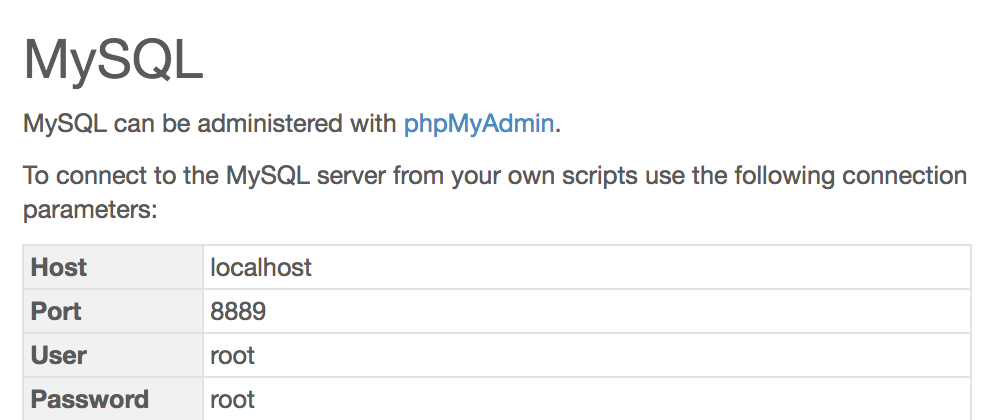 MySQL
MySQL can be administered with phpMyAdmin.
To connect to the MySQL server from your own scripts use the following connection
parameters:
Host localhost
Port 8889
User root
Password root